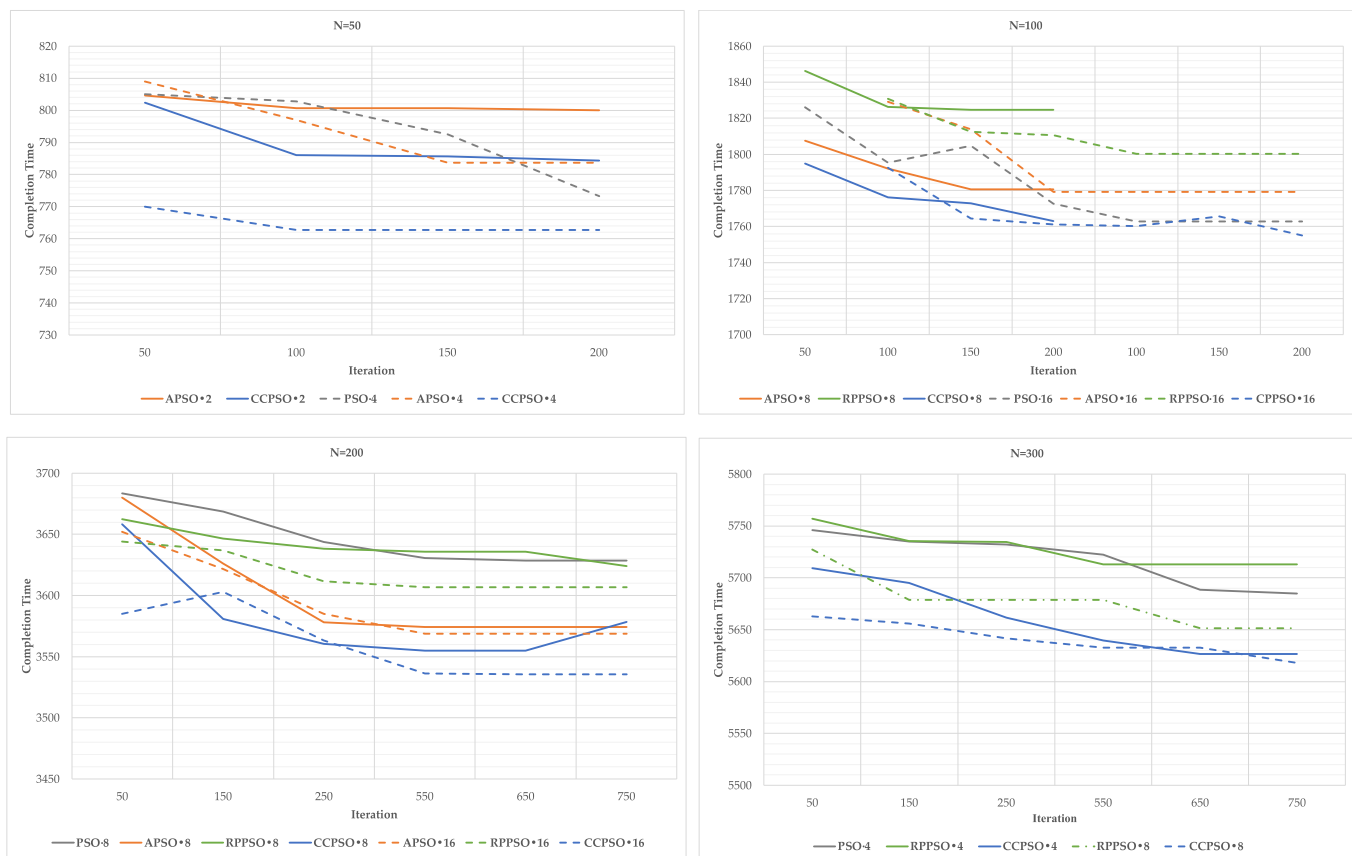 N=50
820
810
800
790
780
770
760
750
740
730
Completion Time
50 100 150 200
Iteration
APSO•2 CCPSO•2 PSO·4 APSO•4 CCPSO•4
N=100
1860
1840
1820
1800
1780
1760
1740
1720
1700
Completion Time
50 100 150 200 100 150 200
Iteration
APSO•8 RPPSO•8 CCPSO•8 PSO·16 APSO•16 RPPSO·16 CPPSO•16
N=200
3700
3650
3600
3550
3500
3450
Completion Time
50 150 250 550 650 750
Iteration
PSO·8 APSO•8 RPPSO•8 CCPSO•8 APSO•16 RPPSO•16 CCPSO•16
N=300
5800
5750
5700
5650
5600
5550
5500
Completion Time
50 150 250 550 650 750
Iteration
PSO·4 RPPSO•4 CCPSO•4 RPPSO•8 CCPSO•8